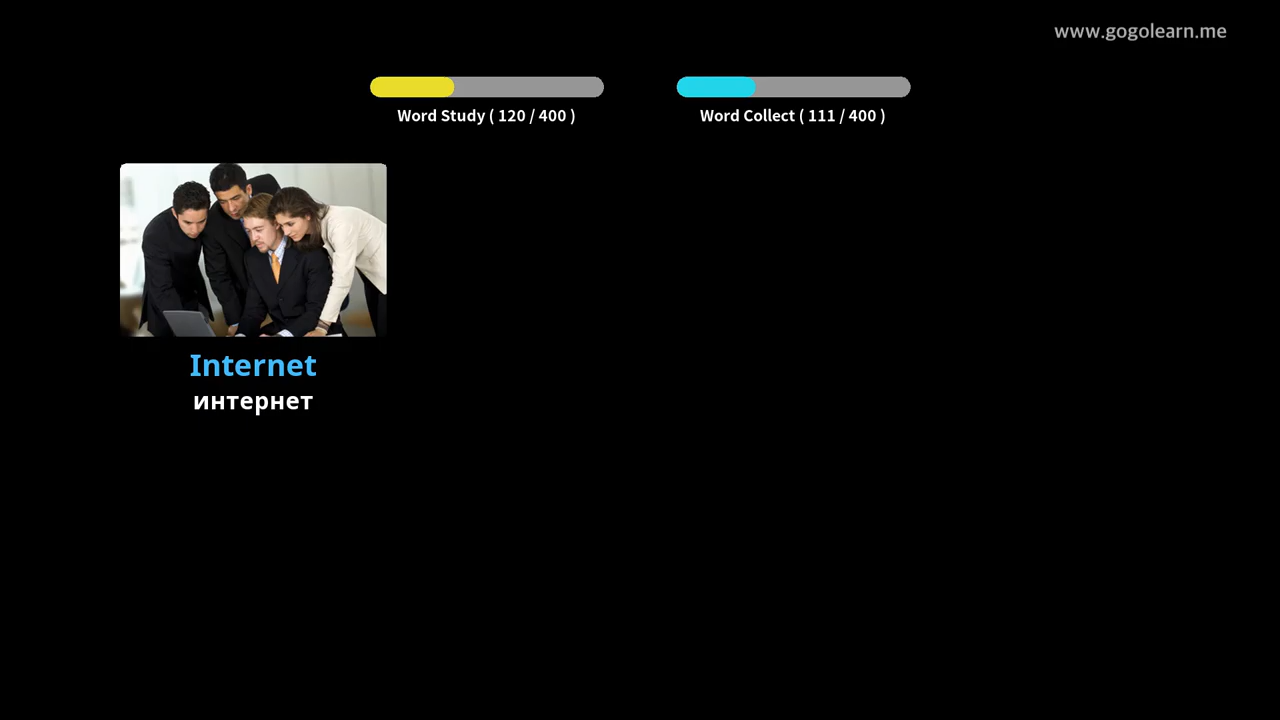 www.gogolearn.me
Word Study ( 120 / 400 )
Word Collect ( 111 / 400 )
Internet
интернет